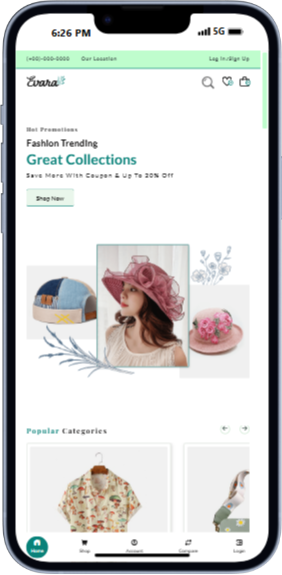 6:26 PM 5G
(+00)-000-0000 Our Location Log In/Sign Up
Evara
Hot Promotions
Fashion Trending
Great Collections
Save More With Coupon & Up To 20% Off
Shop Now
Popular Categories
Home Shop Account Compare Login